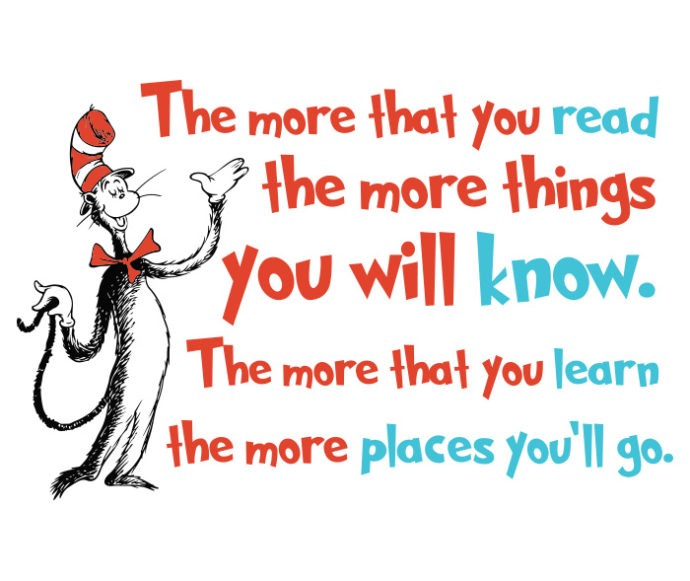 The more that you read
the more things
you will know.
The more that you learn
the more places you'll go.